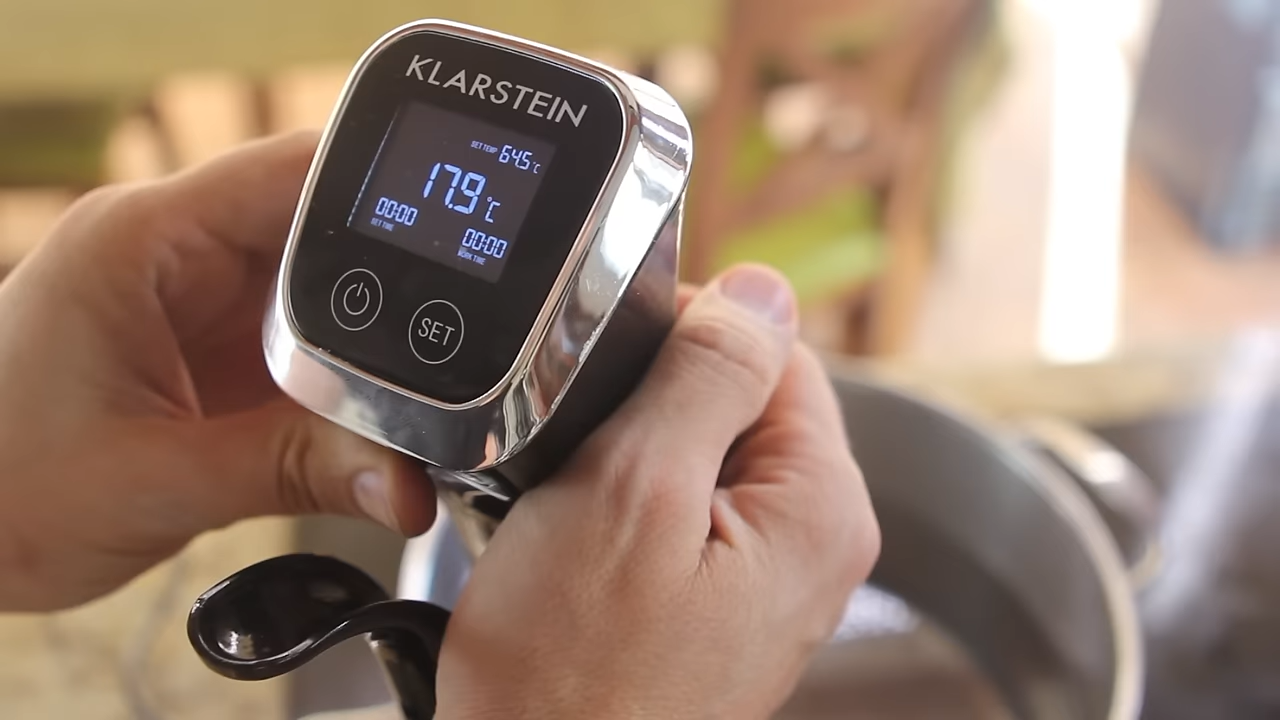 KLARSTEIN
SET TEMP 64.5°C
17.9°C
00:00
SET TIME
00:00
WORK TIME
SET